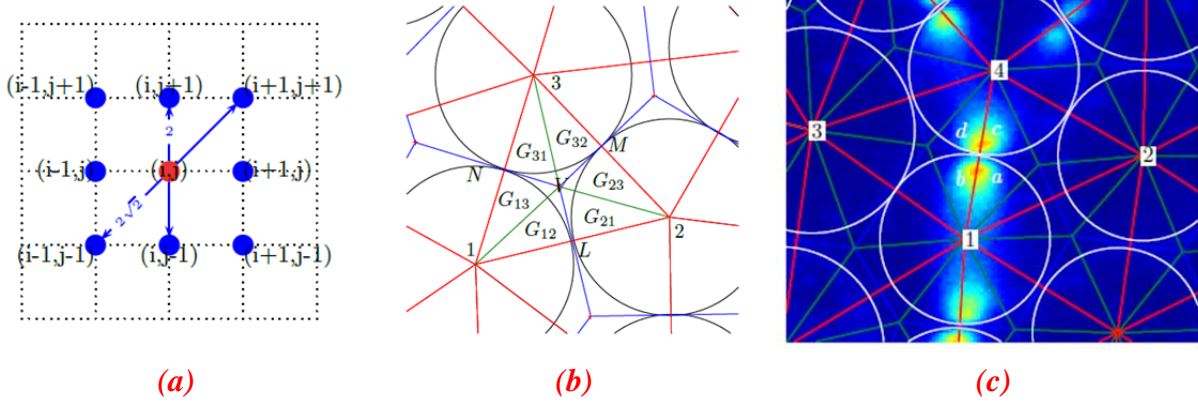 (i-1,j+1) (i,j+1) (i+1,j+1)
2
(i-1,j) (i,j) (i+1,j)
2√2
(i-1,j-1) (i,j-1) (i+1,j-1)
(a)
3
G31 G32 M
N V G23
G13
G12 G21
1 L 2
(b)
4
3 d c 2
b a
1
(c)